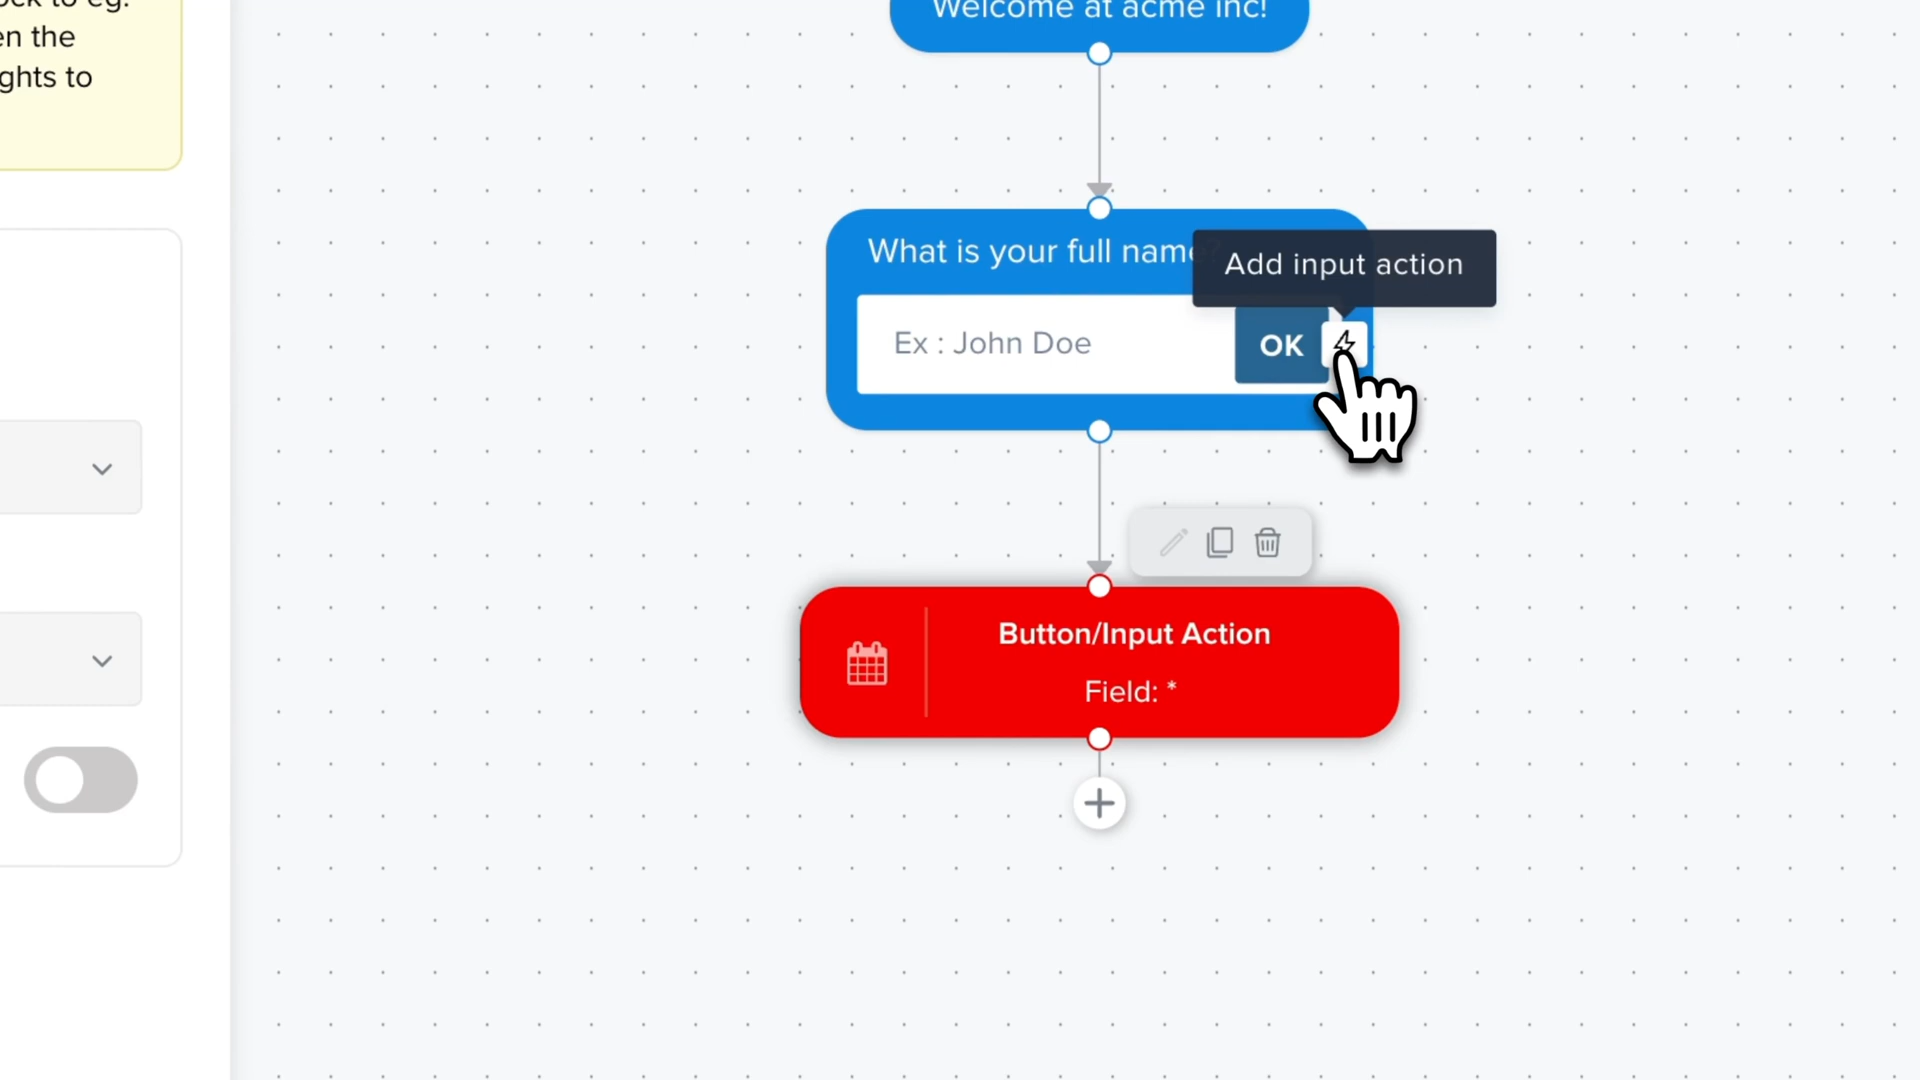 en the
ghts to
Welcome at acme inc!
What is your full name?
Add input action
Ex : John Doe
OK
Button/Input Action
Field: *